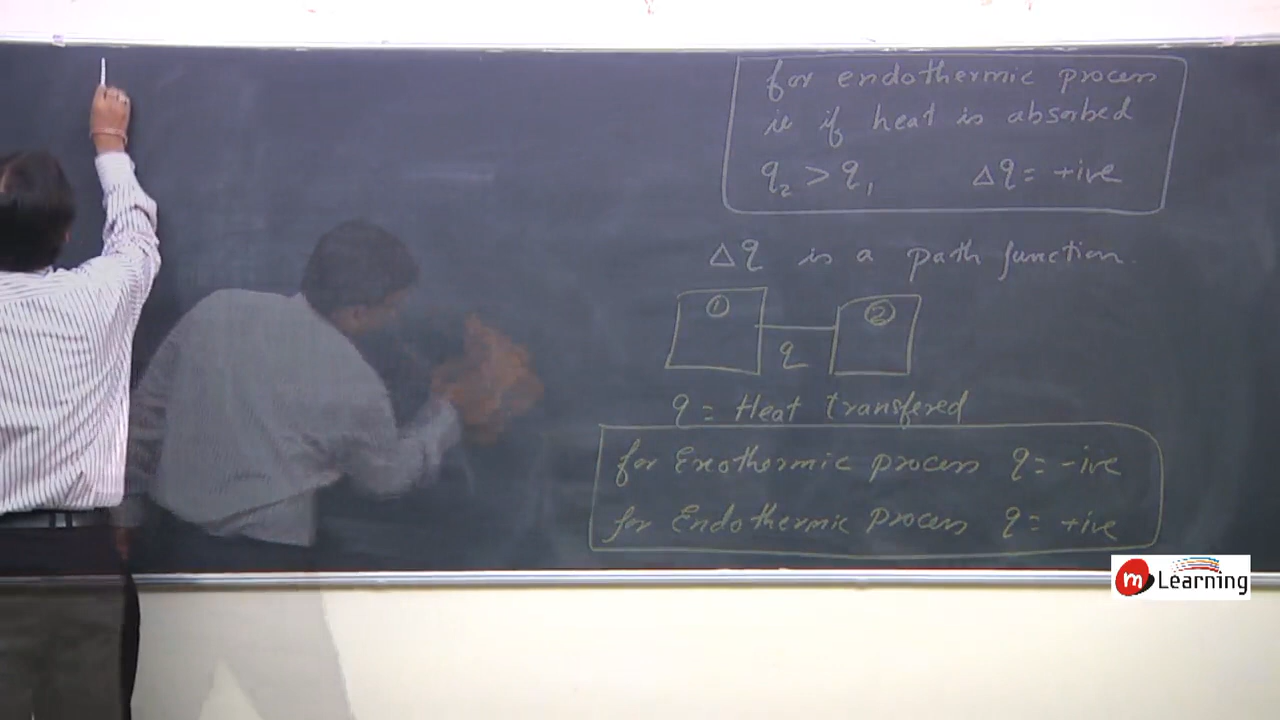 for endothermic process
ie if heat is absorbed
q₂ > q₁ Δq = +ive
Δq is a path function.
① ②
q
q = Heat transfered
for Exothermic process q = -ive
for Endothermic Process q = +ive
m Learning